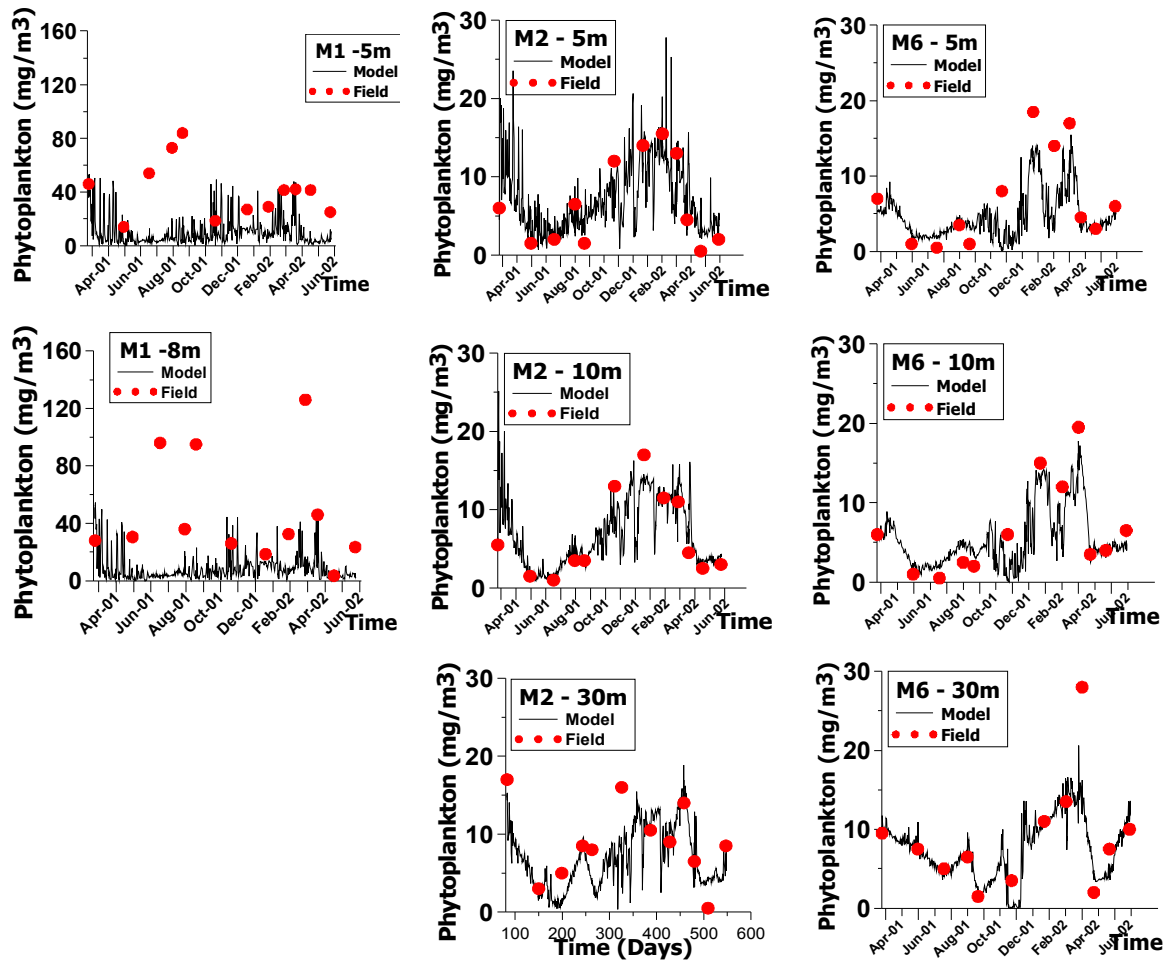 Phytoplankton (mg/m3)
160
120
80
40
0
M1 -5m
Model
Field
Apr-01
Jun-01
Aug-01
Oct-01
Dec-01
Feb-02
Apr-02
Jun-02
Time
Phytoplankton (mg/m3)
30
20
10
0
M2 - 5m
Model
Field
Apr-01
Jun-01
Aug-01
Oct-01
Dec-01
Feb-02
Apr-02
Jun-02
Phytoplankton (mg/m3)
30
20
10
0
M6 - 5m
Model
Field
Apr-01
Jun-01
Aug-01
Oct-01
Dec-01
Feb-02
Apr-02
Jun-02
Time
Phytoplankton (mg/m3)
160
120
80
40
0
M1 -8m
Model
Field
Apr-01
Jun-01
Aug-01
Oct-01
Dec-01
Feb-02
Apr-02
Jun-02
Time
Phytoplankton (mg/m3)
30
20
10
0
M2 - 10m
Model
Field
Apr-01
Jun-01
Aug-01
Oct-01
Dec-01
Feb-02
Apr-02
Jun-02
Time
Phytoplankton (mg/m3)
30
20
10
0
M6 - 10m
Model
Field
Apr-01
Jun-01
Aug-01
Oct-01
Dec-01
Feb-02
Apr-02
Jun-02
Time
Phytoplankton (mg/m3)
30
20
10
0
M2 - 30m
Model
Field
100 200 300 400 500 600
Time (Days)
Phytoplankton (mg/m3)
30
20
10
0
M6 - 30m
Model
Field
Apr-01
Jun-01
Aug-01
Oct-01
Dec-01
Feb-02
Apr-02
Jun-02
Time